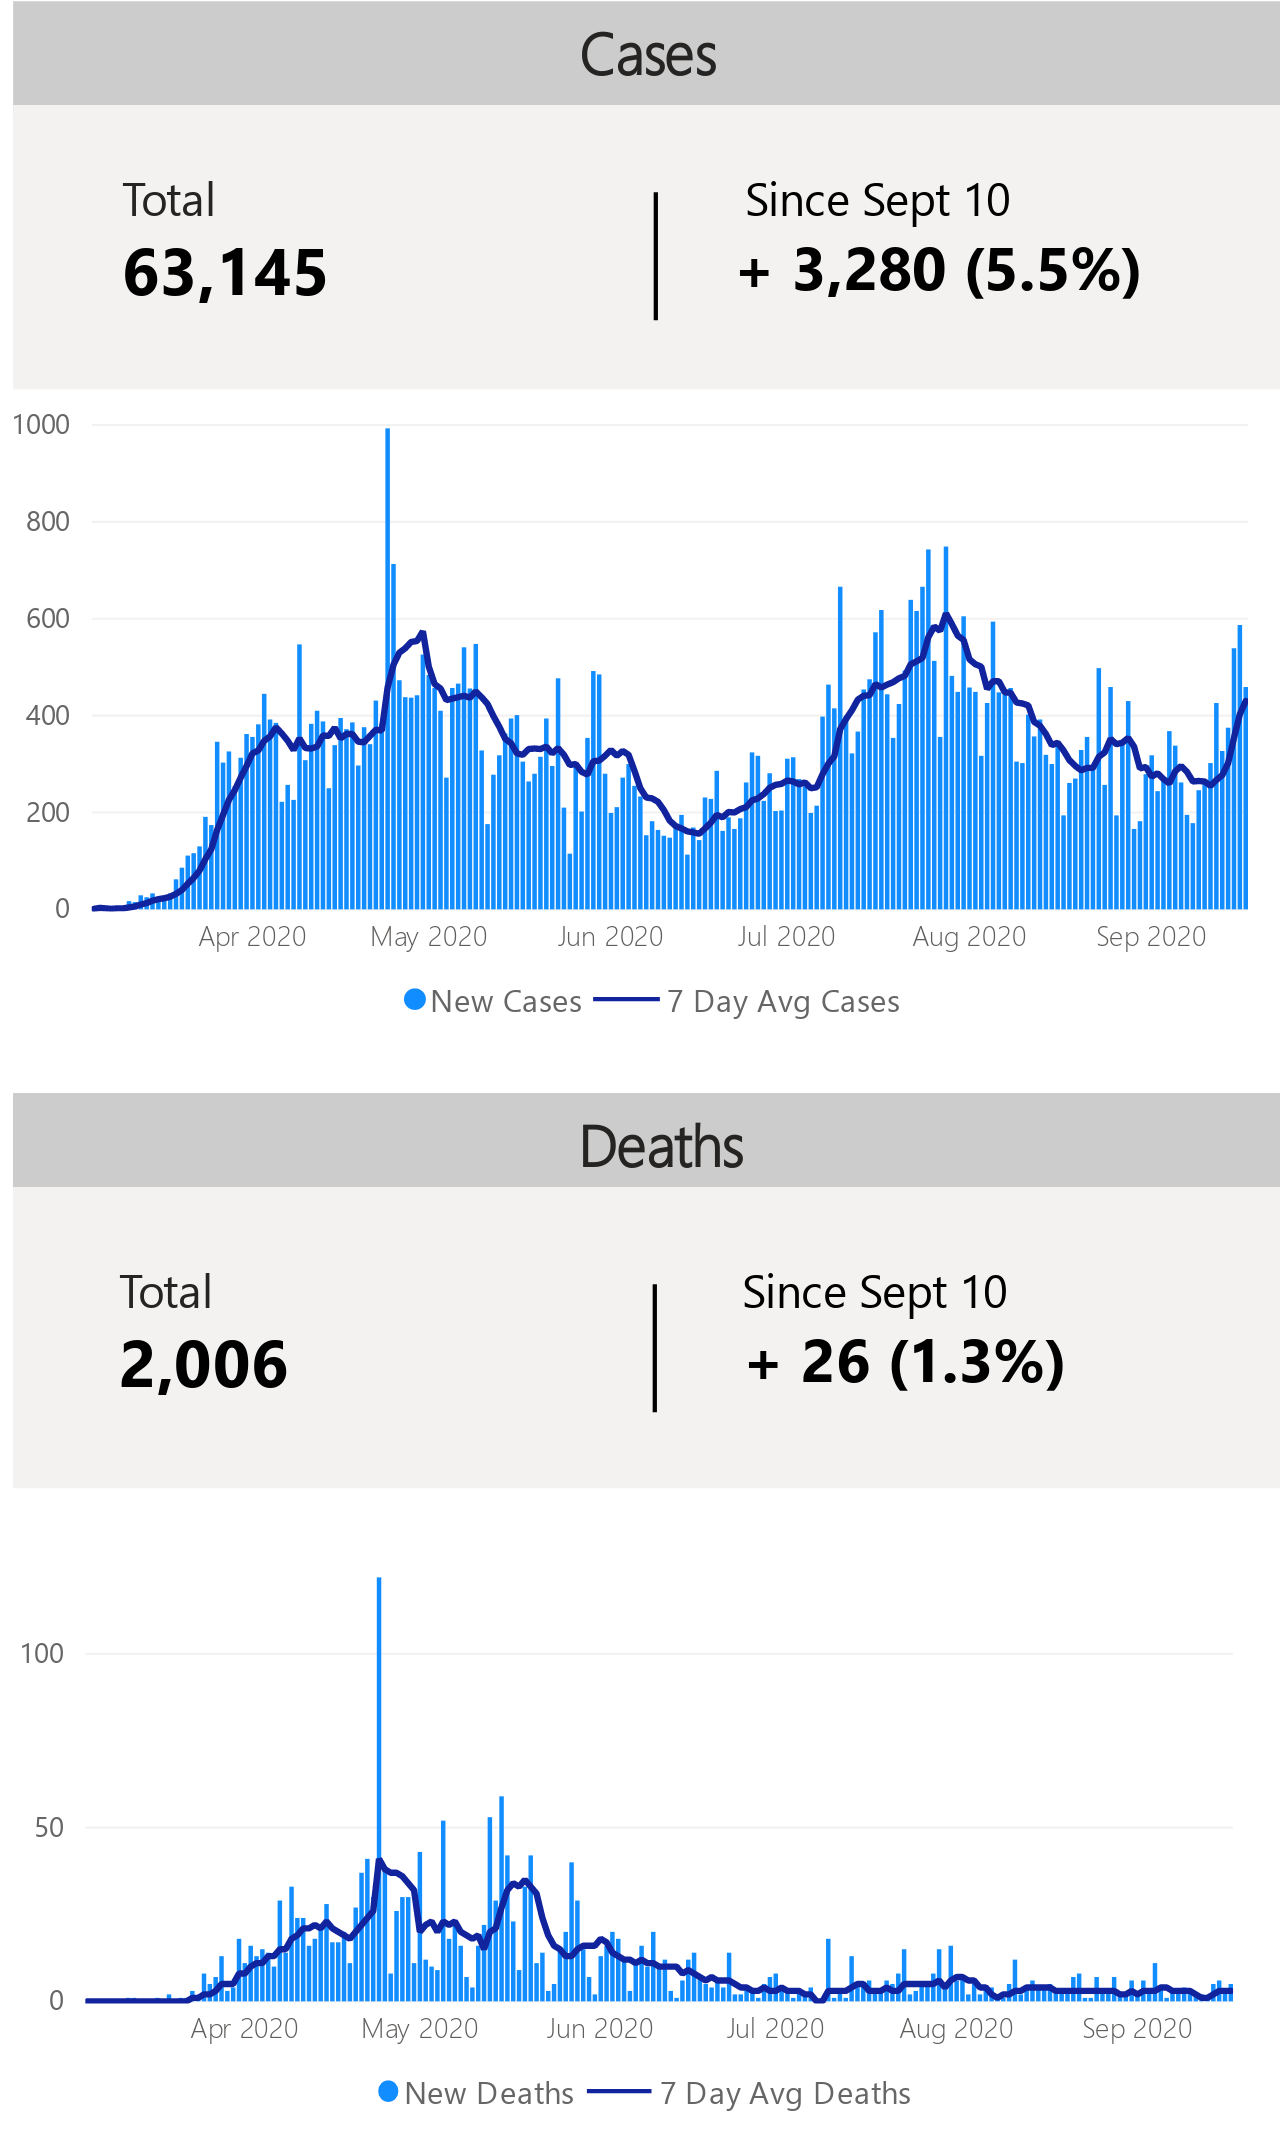 Cases
Total
Since Sept 10
63,145
+ 3,280 (5.5%)
1000
800
600
400
200
0
Apr 2020 May 2020 Jun 2020 Jul 2020 Aug 2020 Sep 2020
New Cases 7 Day Avg Cases
Deaths
Total
Since Sept 10
2,006
+ 26 (1.3%)
100
50
0
Apr 2020 May 2020 Jun 2020 Jul 2020 Aug 2020 Sep 2020
New Deaths 7 Day Avg Deaths